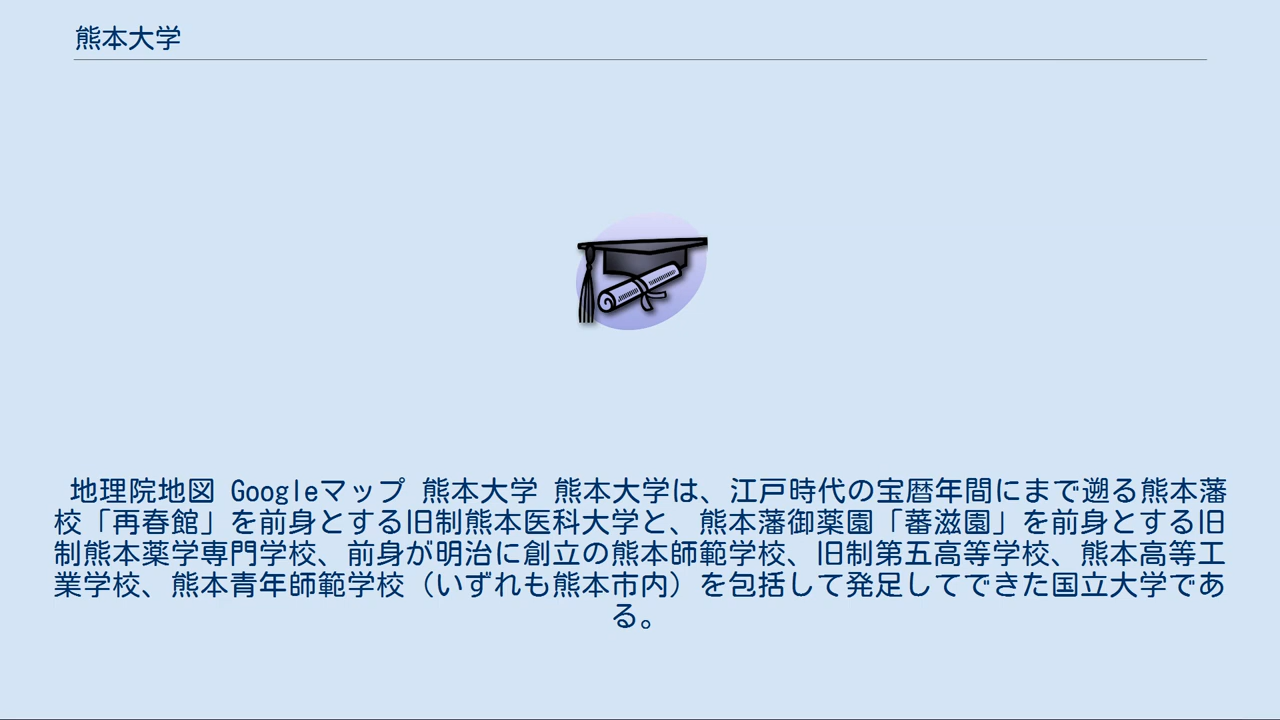 熊本大学
地理院地図 Googleマップ 熊本大学 熊本大学は、江戸時代の宝暦年間にまで遡る熊本藩
校「再春館」を前身とする旧制熊本医科大学と、熊本藩御薬園「蕃滋園」を前身とする旧
制熊本薬学専門学校、前身が明治に創立の熊本師範学校、旧制第五高等学校、熊本高等工
業学校、熊本青年師範学校（いずれも熊本市内）を包括して発足してできた国立大学であ
る。